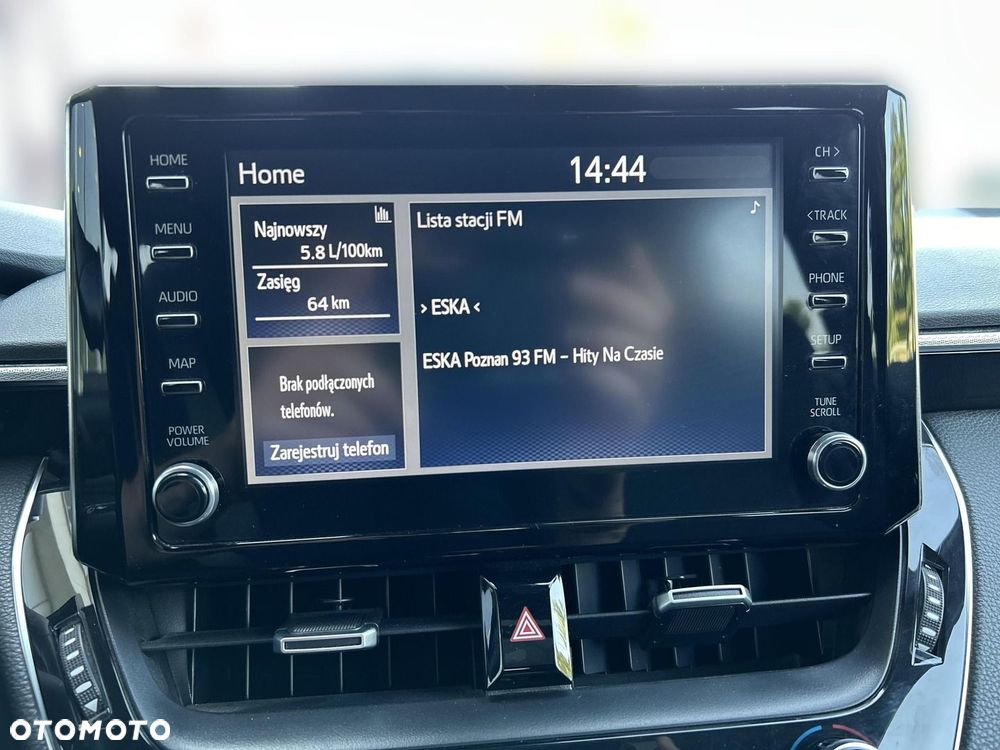 HOME
MENU
AUDIO
MAP
POWER
VOLUME
Home
14:44
Najnowszy
5.8 L/100km
Zasięg
64 km
Brak podłączonych
telefonów.
Zarejestruj telefon
Lista stacji FM
> ESKA <
ESKA Poznan 93 FM – Hity Na Czasie
CH >
< TRACK
PHONE
SETUP
TUNE
SCROLL
OTOMOTO